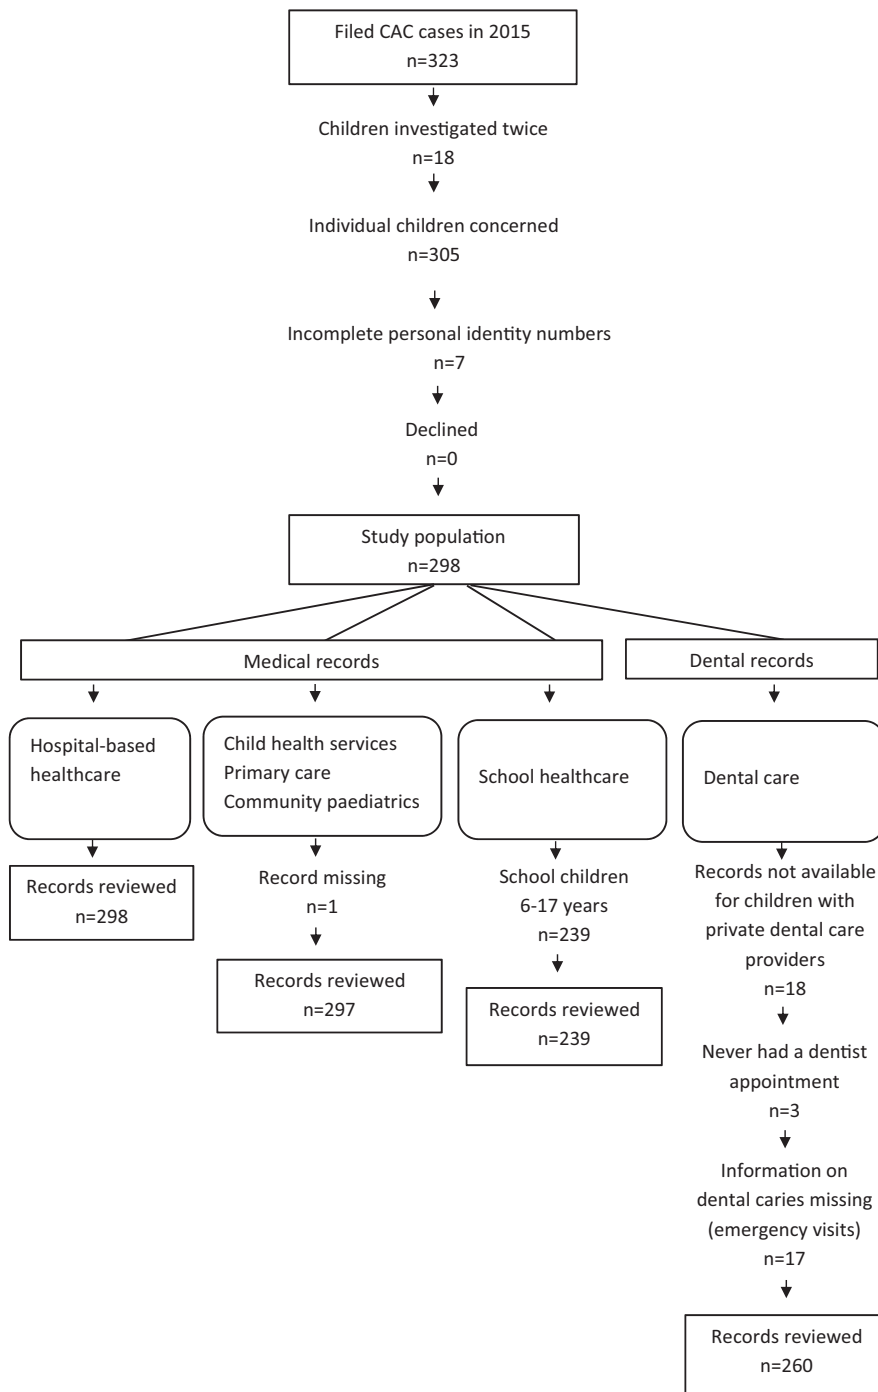 Filed CAC cases in 2015
n=323
Children investigated twice
n=18
Individual children concerned
n=305
Incomplete personal identity numbers
n=7
Declined
n=0
Study population
n=298
Medical records
Dental records
Hospital-based
healthcare
Child health services
Primary care
Community paediatrics
School healthcare
Dental care
Records reviewed
n=298
Record missing
n=1
Records reviewed
n=297
School children
6-17 years
n=239
Records reviewed
n=239
Records not available
for children with
private dental care
providers
n=18
Never had a dentist
appointment
n=3
Information on
dental caries missing
(emergency visits)
n=17
Records reviewed
n=260